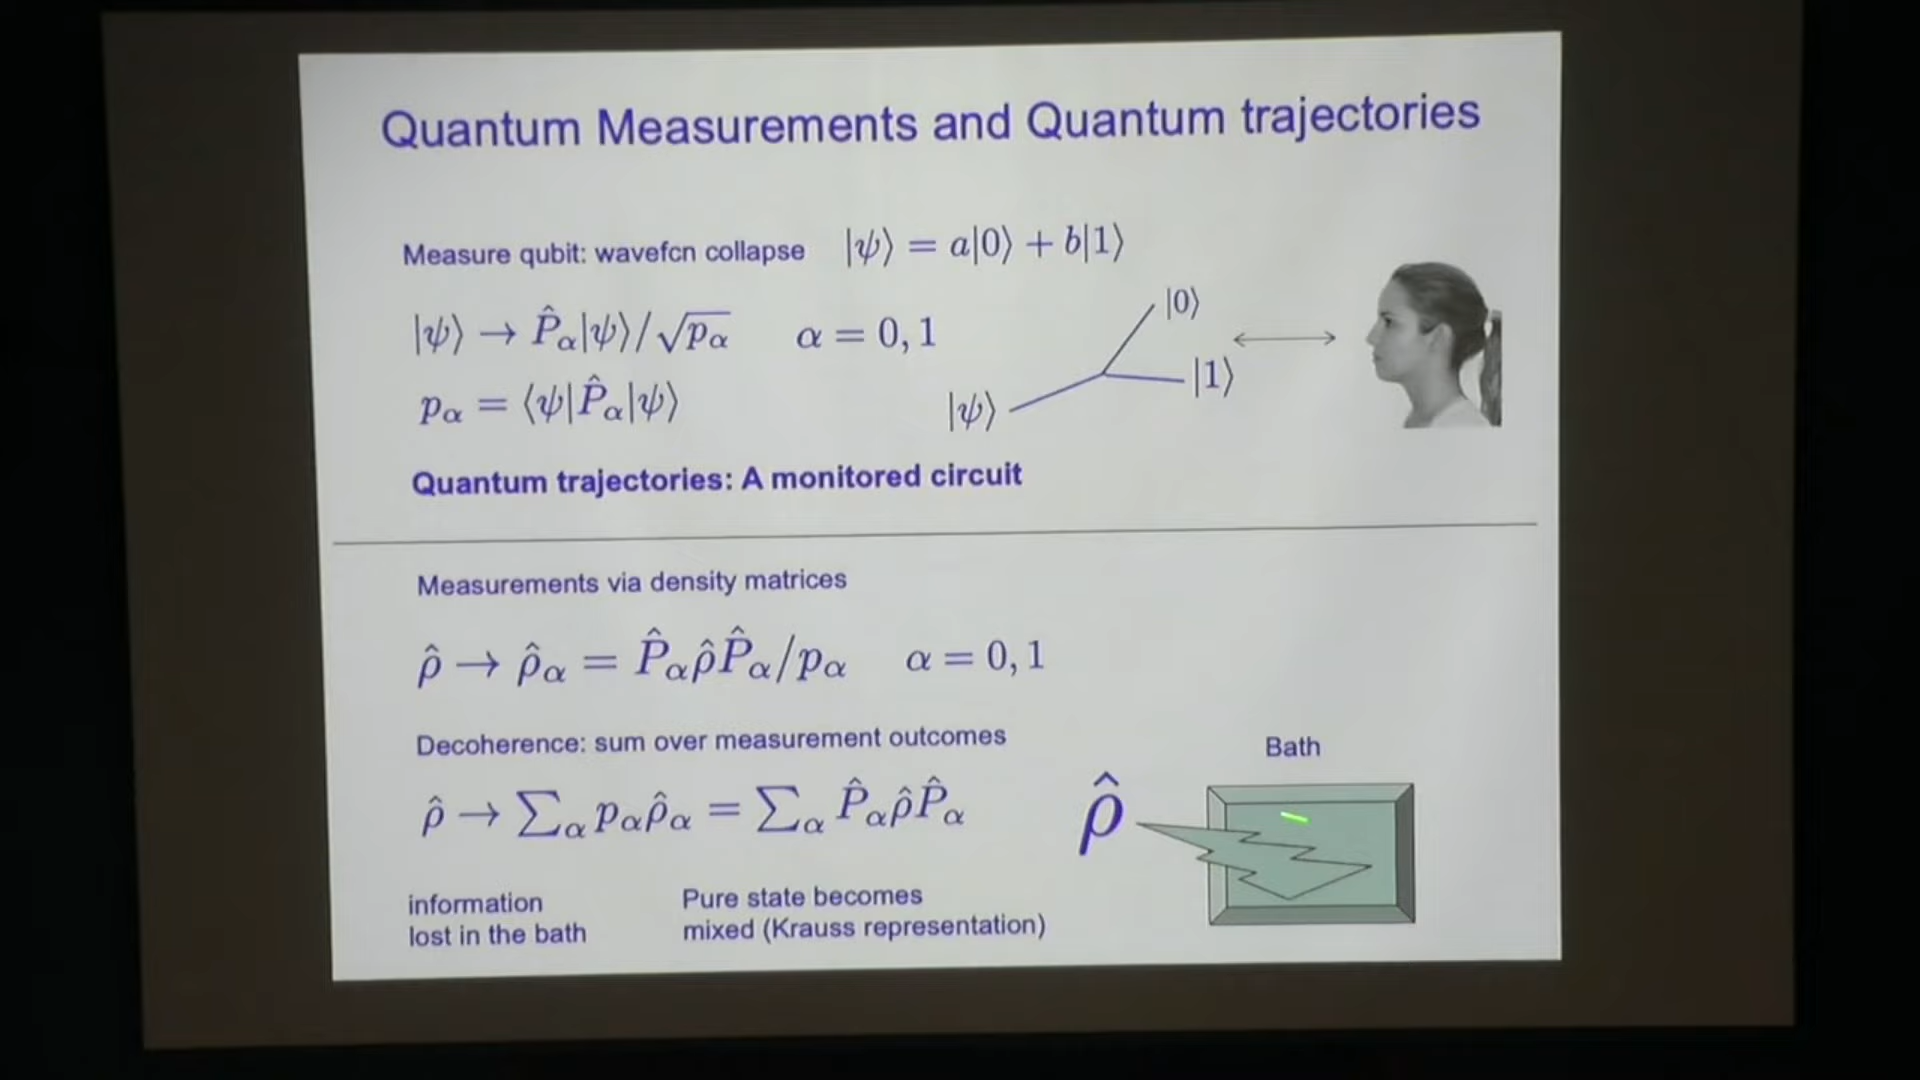 Quantum Measurements and Quantum trajectories
Measure qubit: wavefcn collapse |ψ⟩ = a|0⟩ + b|1⟩
|ψ⟩ → P̂α|ψ⟩/√pα α = 0, 1
pα = ⟨ψ|P̂α|ψ⟩
|0⟩
|1⟩
|ψ⟩
Quantum trajectories: A monitored circuit
Measurements via density matrices
ρ̂ → ρ̂α = P̂αρ̂P̂α/pα α = 0, 1
Decoherence: sum over measurement outcomes
ρ̂ → ∑α pαρ̂α = ∑α P̂αρ̂P̂α
Bath
ρ̂
information
lost in the bath
Pure state becomes
mixed (Krauss representation)